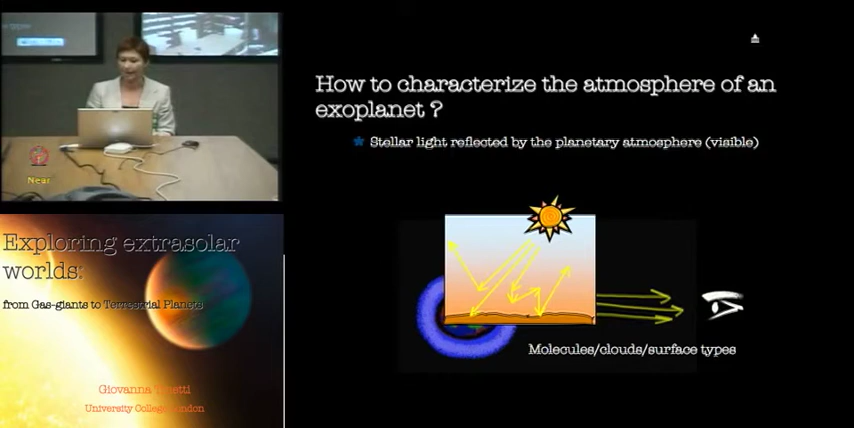 Near
How to characterize the atmosphere of an
exoplanet ?
Stellar light reflected by the planetary atmosphere (visible)
Molecules/clouds/surface types
Exploring extrasolar
worlds:
from Gas-giants to Terrestrial Planets
Giovanna
University College London